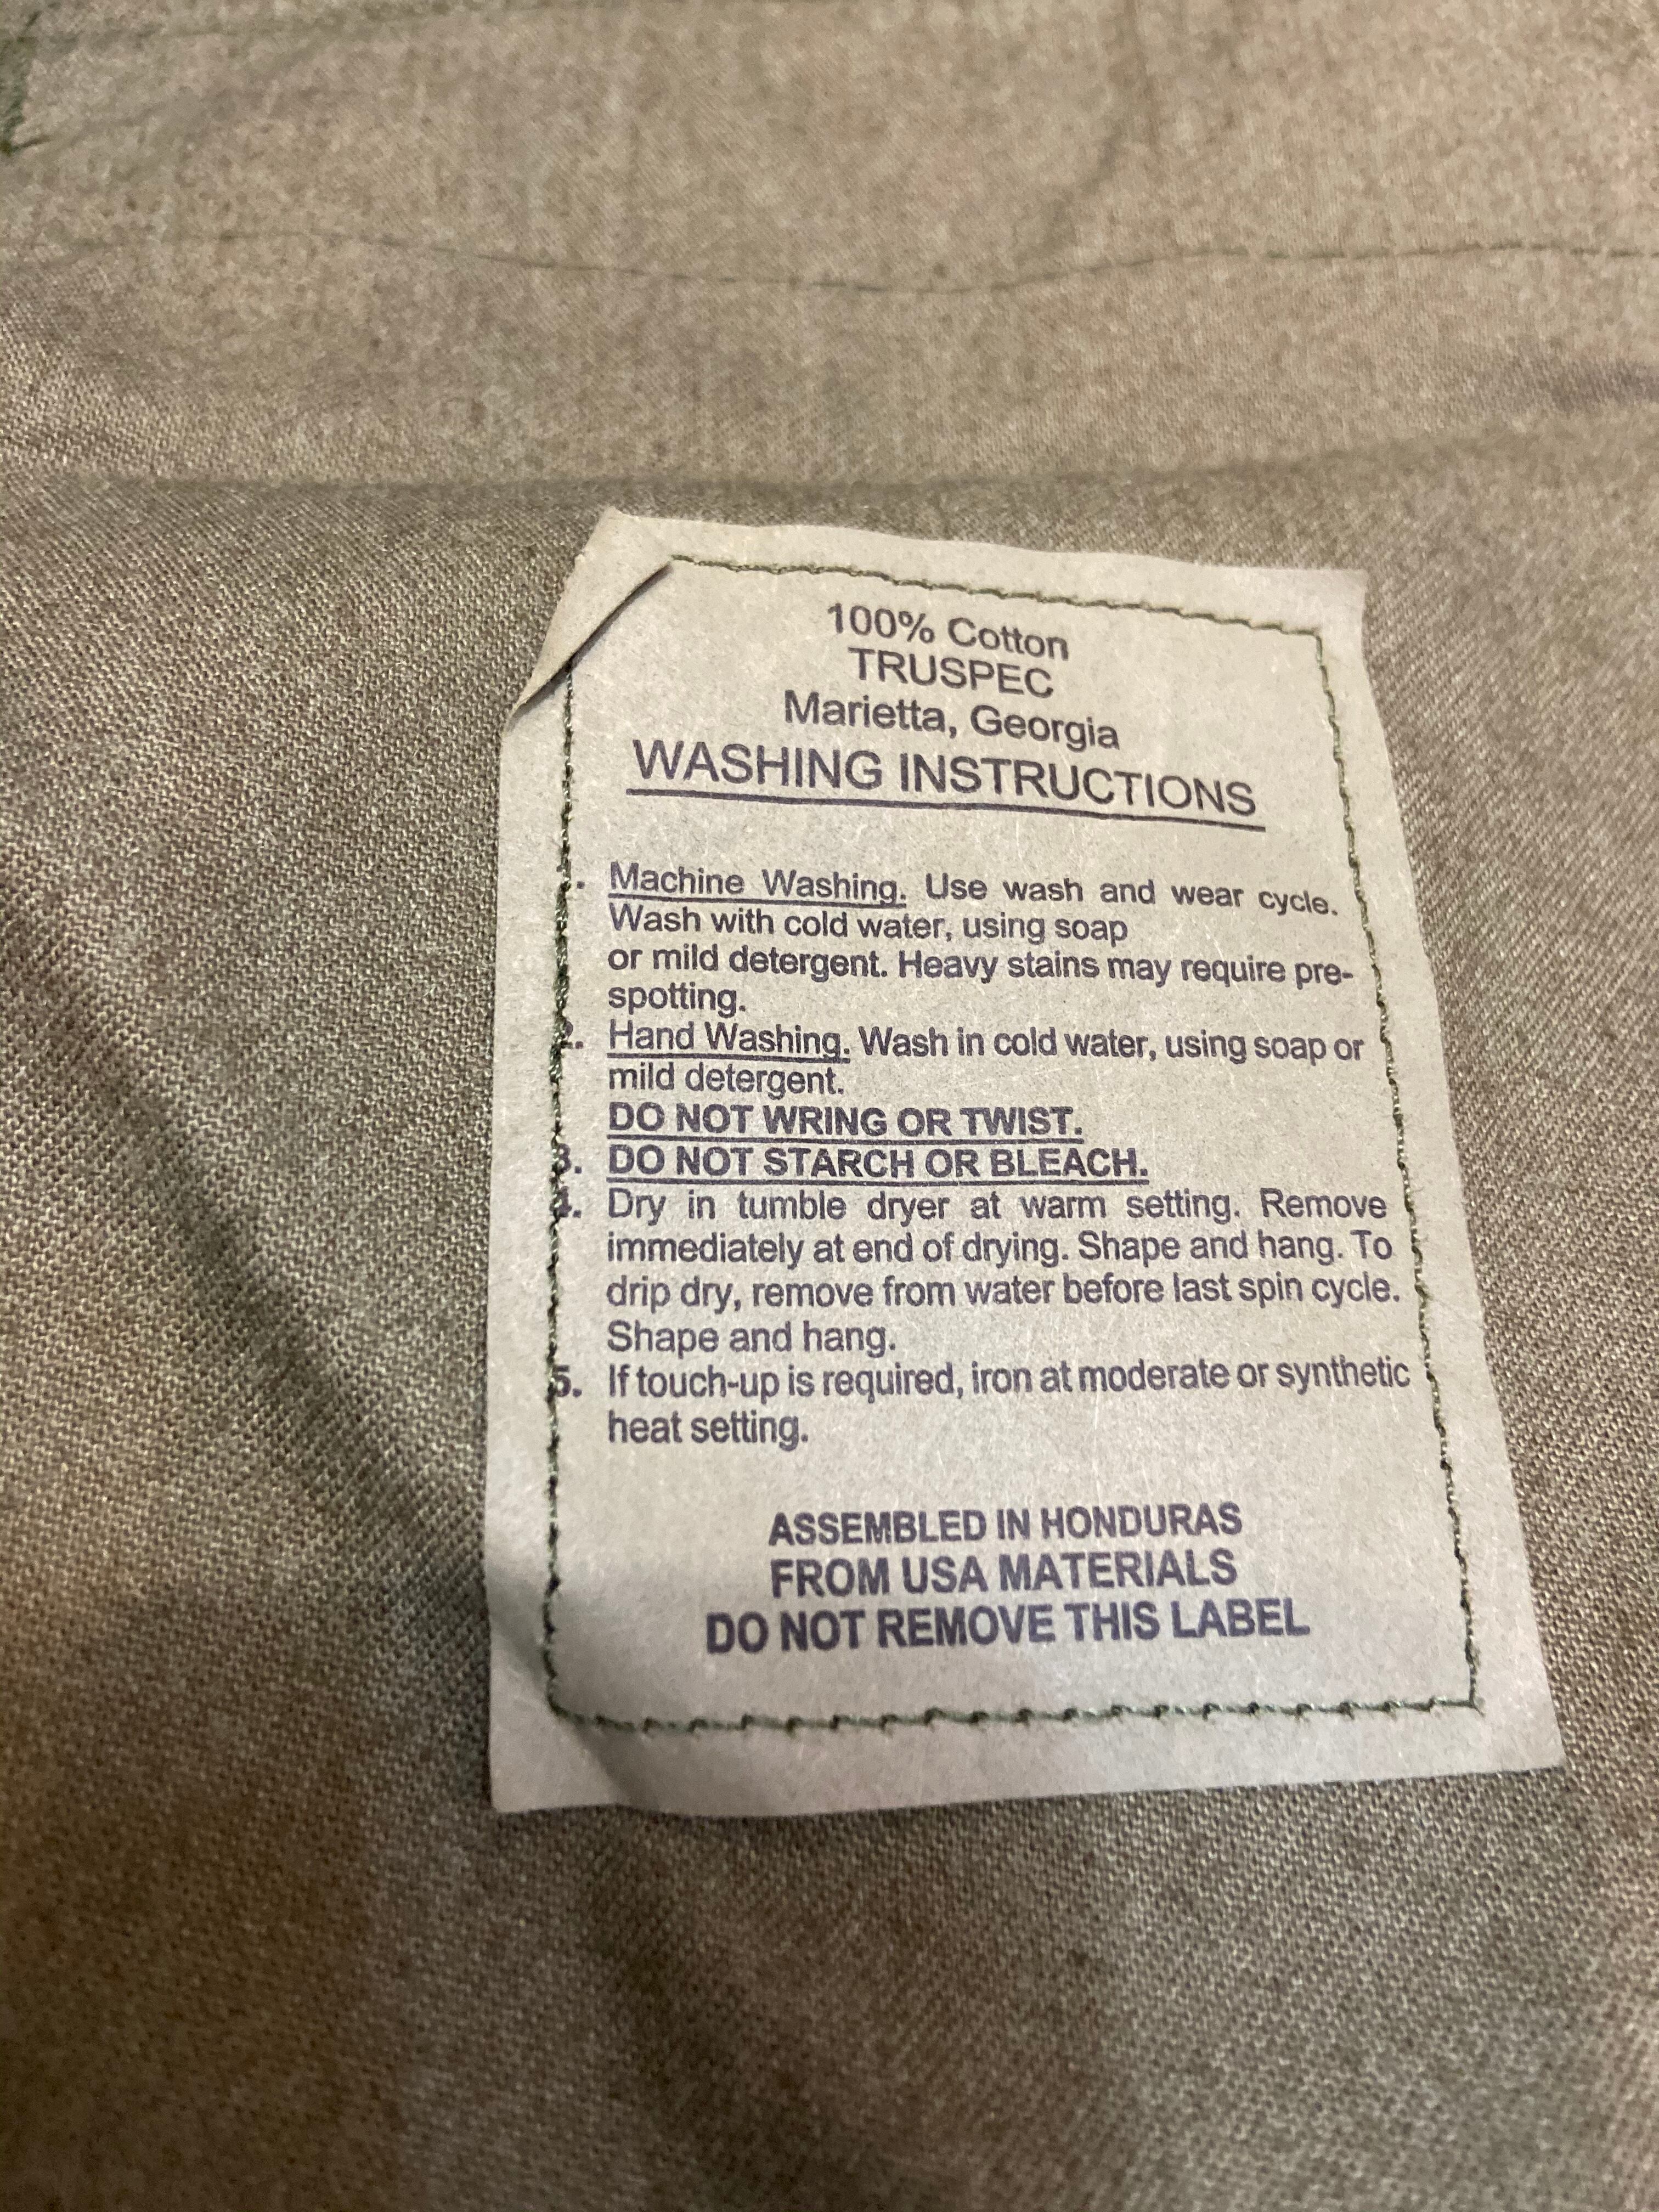 100% Cotton
TRUSPEC
Marietta, Georgia
WASHING INSTRUCTIONS
1. Machine Washing. Use wash and wear cycle.
Wash with cold water, using soap
or mild detergent. Heavy stains may require pre-
spotting.
2. Hand Washing. Wash in cold water, using soap or
mild detergent.
DO NOT WRING OR TWIST.
3. DO NOT STARCH OR BLEACH.
4. Dry in tumble dryer at warm setting. Remove
immediately at end of drying. Shape and hang. To
drip dry, remove from water before last spin cycle.
Shape and hang.
5. If touch-up is required, iron at moderate or synthetic
heat setting.
ASSEMBLED IN HONDURAS
FROM USA MATERIALS
DO NOT REMOVE THIS LABEL